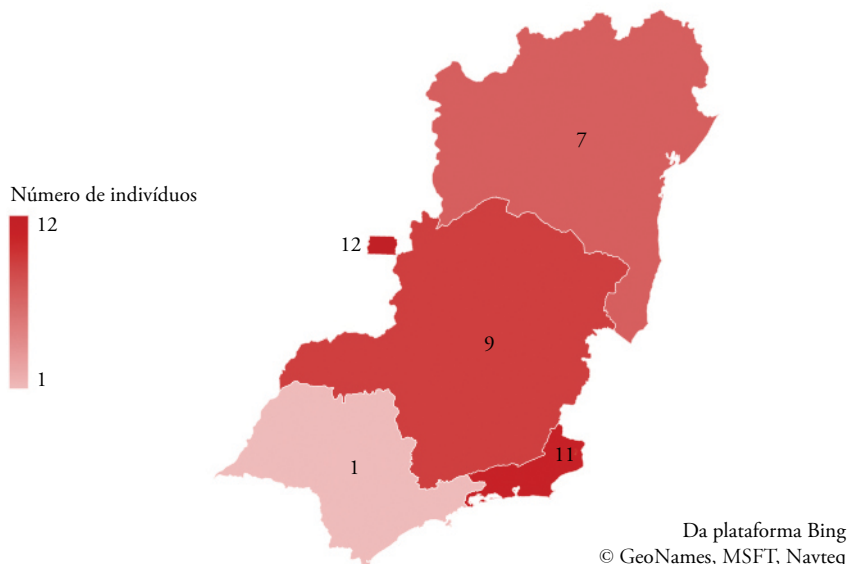 7
Número de indivíduos
12
12
9
1
11
1
Da plataforma Bing
© GeoNames, MSFT, Navteq